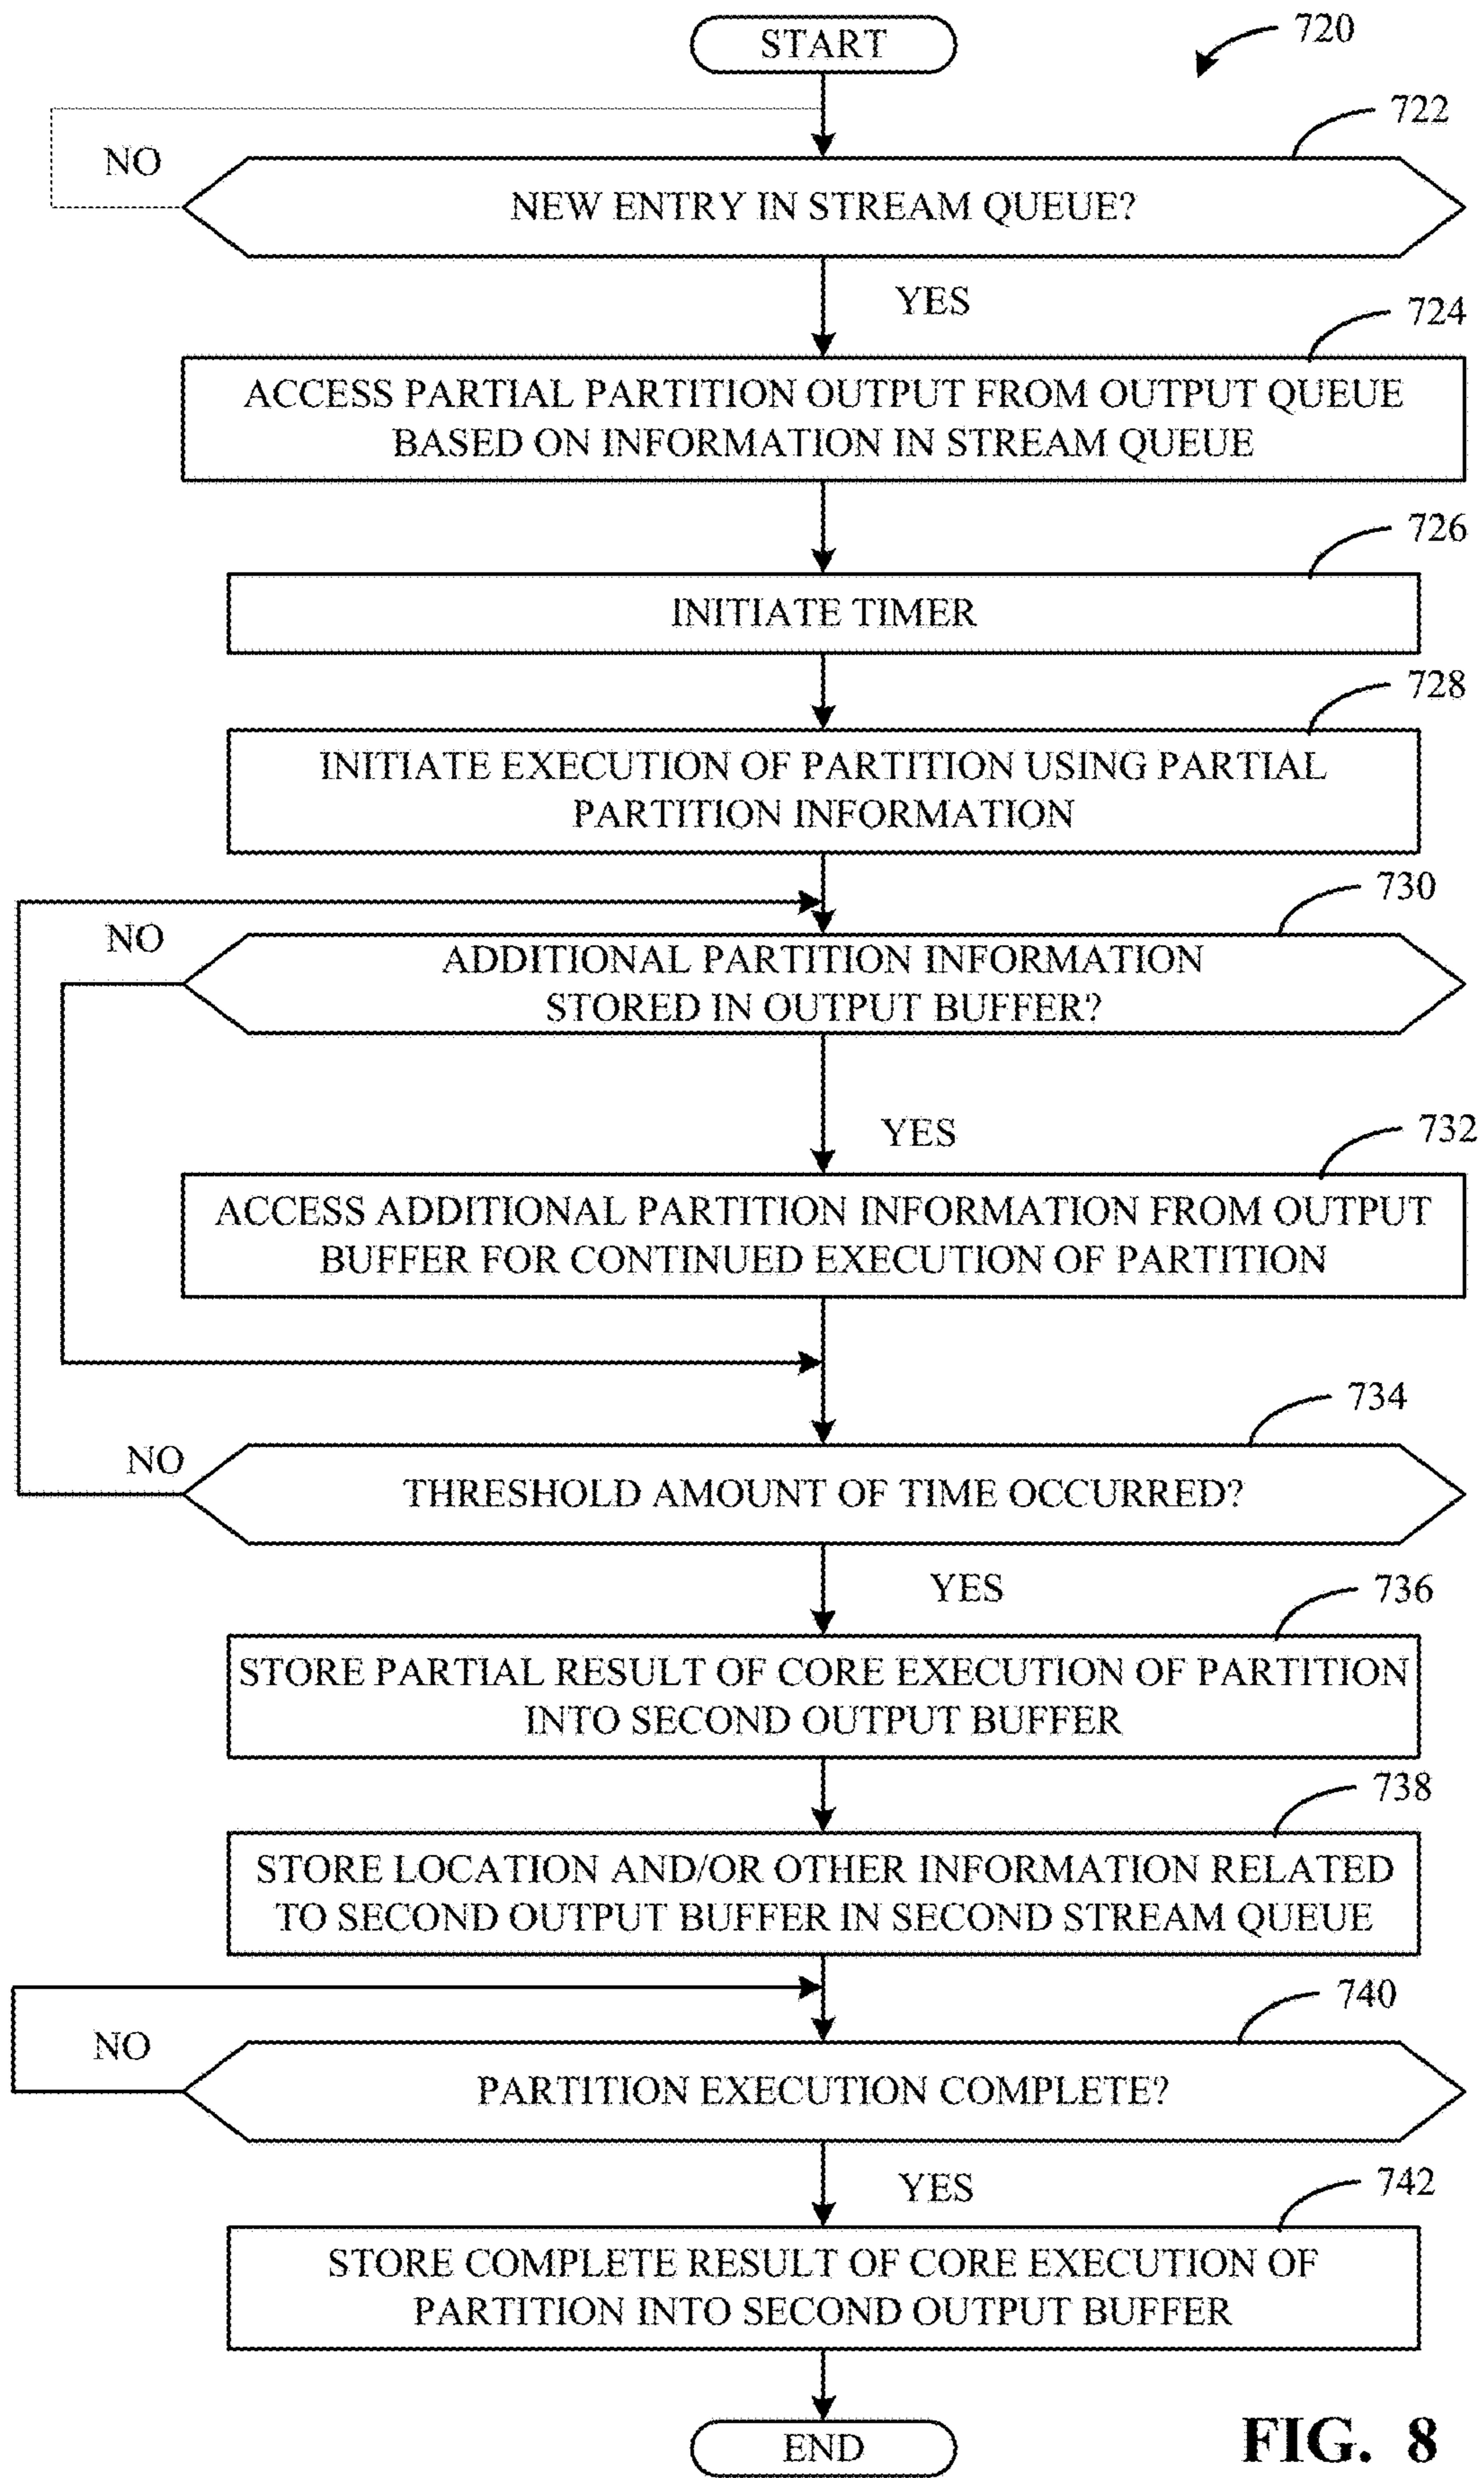 START
720
722
NO
NEW ENTRY IN STREAM QUEUE?
YES
724
ACCESS PARTIAL PARTITION OUTPUT FROM OUTPUT QUEUE
BASED ON INFORMATION IN STREAM QUEUE
726
INITIATE TIMER
728
INITIATE EXECUTION OF PARTITION USING PARTIAL
PARTITION INFORMATION
730
NO
ADDITIONAL PARTITION INFORMATION
STORED IN OUTPUT BUFFER?
YES
732
ACCESS ADDITIONAL PARTITION INFORMATION FROM OUTPUT
BUFFER FOR CONTINUED EXECUTION OF PARTITION
734
NO
THRESHOLD AMOUNT OF TIME OCCURRED?
YES
736
STORE PARTIAL RESULT OF CORE EXECUTION OF PARTITION
INTO SECOND OUTPUT BUFFER
738
STORE LOCATION AND/OR OTHER INFORMATION RELATED
TO SECOND OUTPUT BUFFER IN SECOND STREAM QUEUE
740
NO
PARTITION EXECUTION COMPLETE?
YES
742
STORE COMPLETE RESULT OF CORE EXECUTION OF
PARTITION INTO SECOND OUTPUT BUFFER
END
FIG. 8